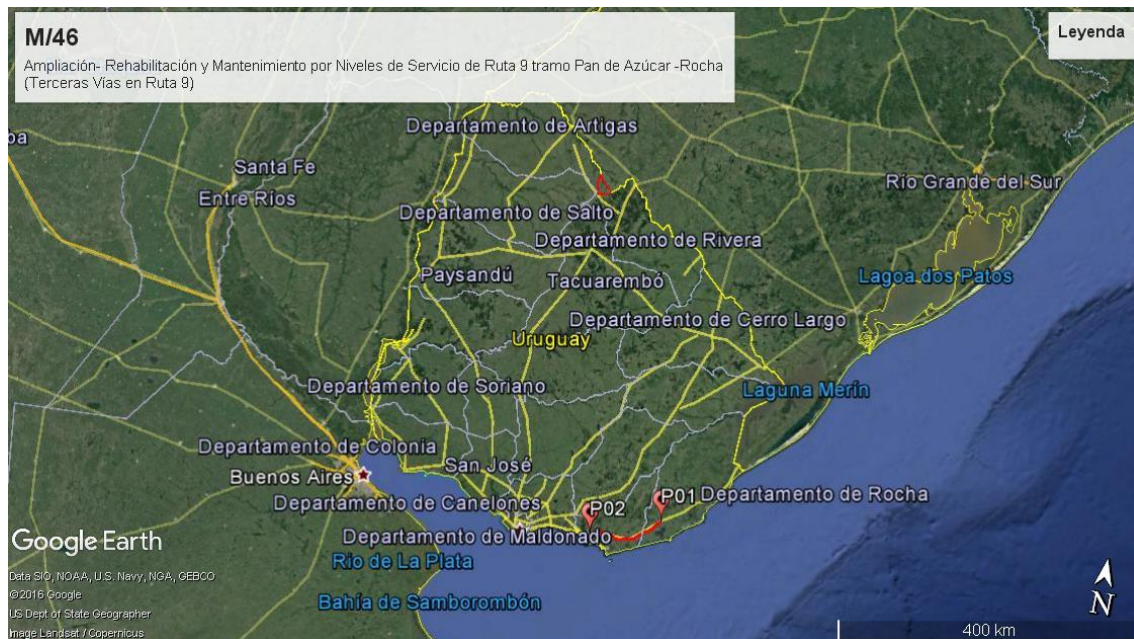 M/46
Leyenda
Ampliación- Rehabilitación y Mantenimiento por Niveles de Servicio de Ruta 9 tramo Pan de Azúcar -Rocha
(Terceras Vías en Ruta 9)
Departamento de Artigas
ba
Santa Fe
Río Grande del Sur
Entre Ríos
Departamento de Salto
Departamento de Rivera
Paysandú
Tacuarembó
Lagoa dos Patos
Departamento de Cerro Largo
Uruguay
Departamento de Soriano
Laguna Merín
Departamento de Colonia
San José
Buenos Aires
P01
Departamento de Rocha
Departamento de Canelones
P02
Departamento de Maldonado
Google Earth
Río de La Plata
Data SIO, NOAA, U.S. Navy, NGA, GEBCO
©2016 Google
Bahía de Samborombón
US Dept of State Geographer
N
Image Landsat / Copernicus
400 km